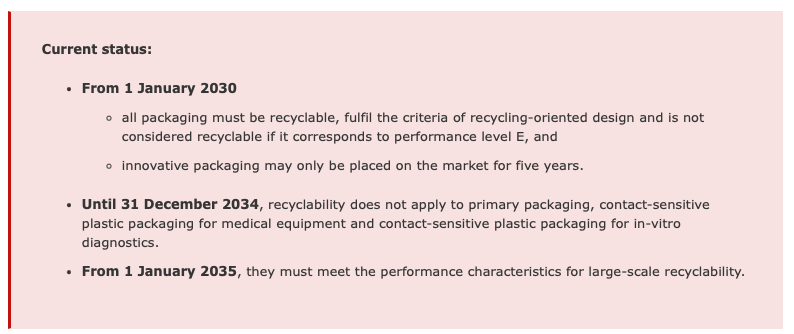 Current status:
• From 1 January 2030
◦ all packaging must be recyclable, fulfil the criteria of recycling-oriented design and is not
considered recyclable if it corresponds to performance level E, and
◦ innovative packaging may only be placed on the market for five years.
• Until 31 December 2034, recyclability does not apply to primary packaging, contact-sensitive
plastic packaging for medical equipment and contact-sensitive plastic packaging for in-vitro
diagnostics.
• From 1 January 2035, they must meet the performance characteristics for large-scale recyclability.